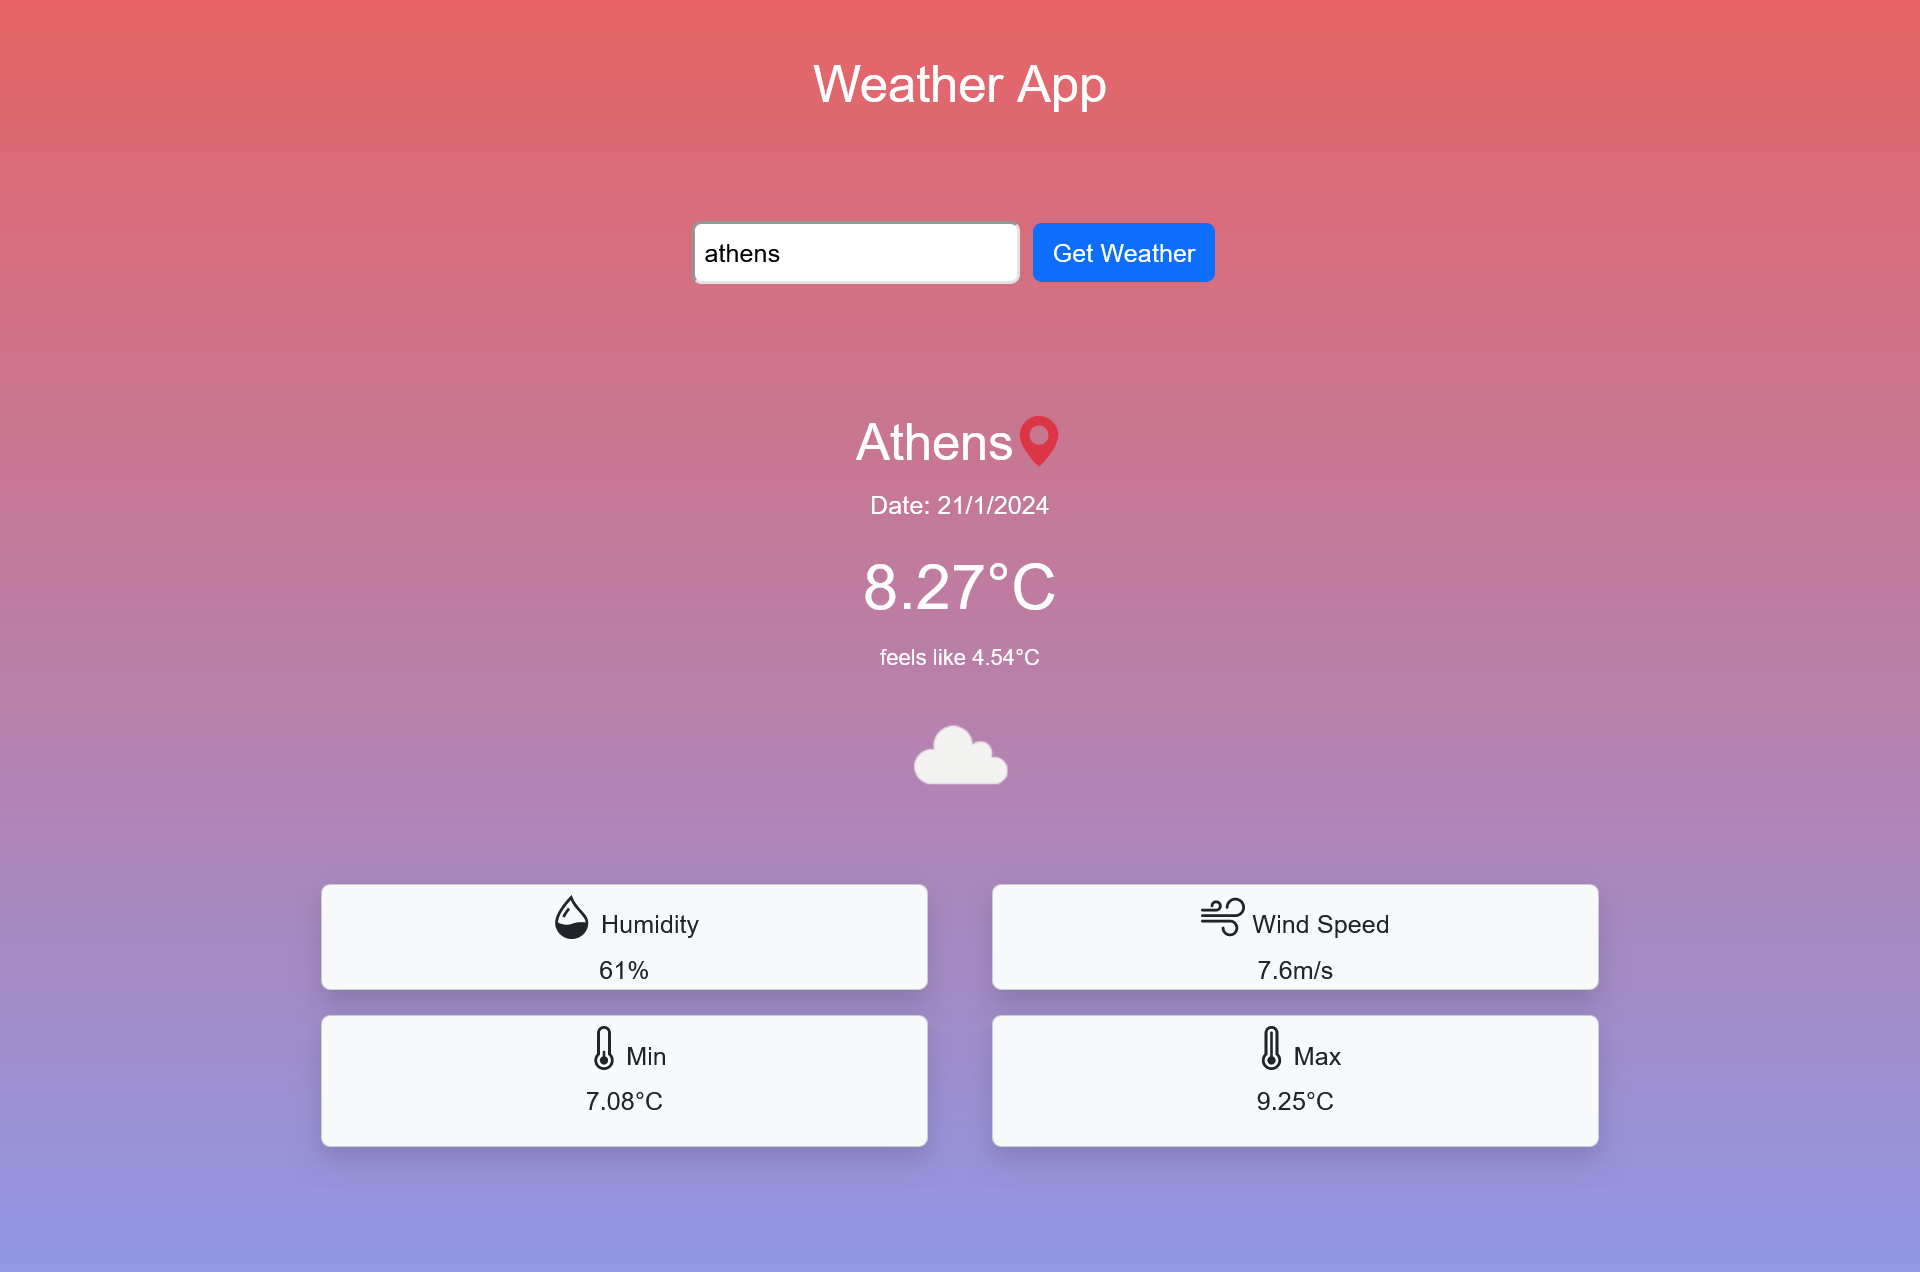 Weather App
athens
Get Weather
Athens
Date: 21/1/2024
8.27°C
feels like 4.54°C
Humidity
61%
Wind Speed
7.6m/s
Min
7.08°C
Max
9.25°C